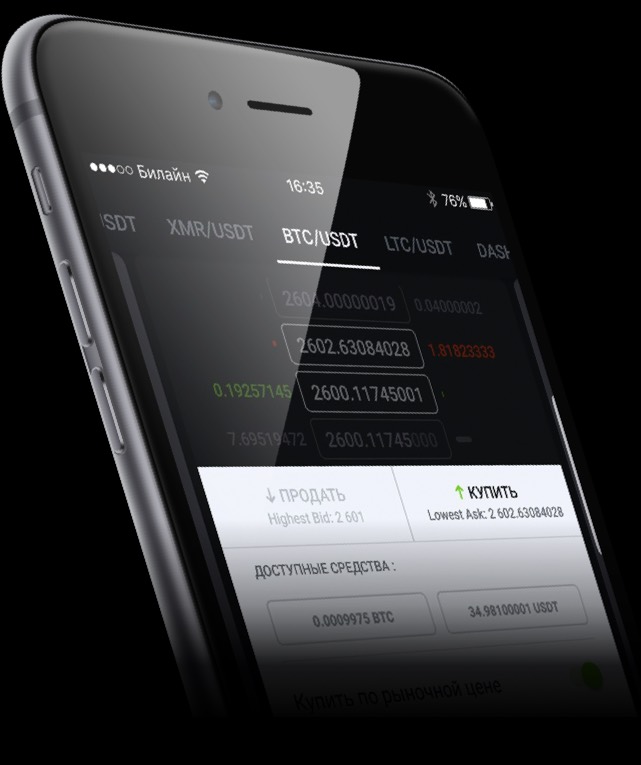 Билайн 16:35 76%
ISDT XMR/USDT BTC/USDT LTC/USDT DASH
2604.00000019 0.04000002
2602.63084028 1.81823333
0.19257145 2600.11745001
7.69519472 2600.11745000
ПРОДАТЬ КУПИТЬ
Highest Bid: 2 601 Lowest Ask: 2 602.63084028
ДОСТУПНЫЕ СРЕДСТВА :
0.0009975 BTC 34.98100001 USDT
Купить по рыночной цене